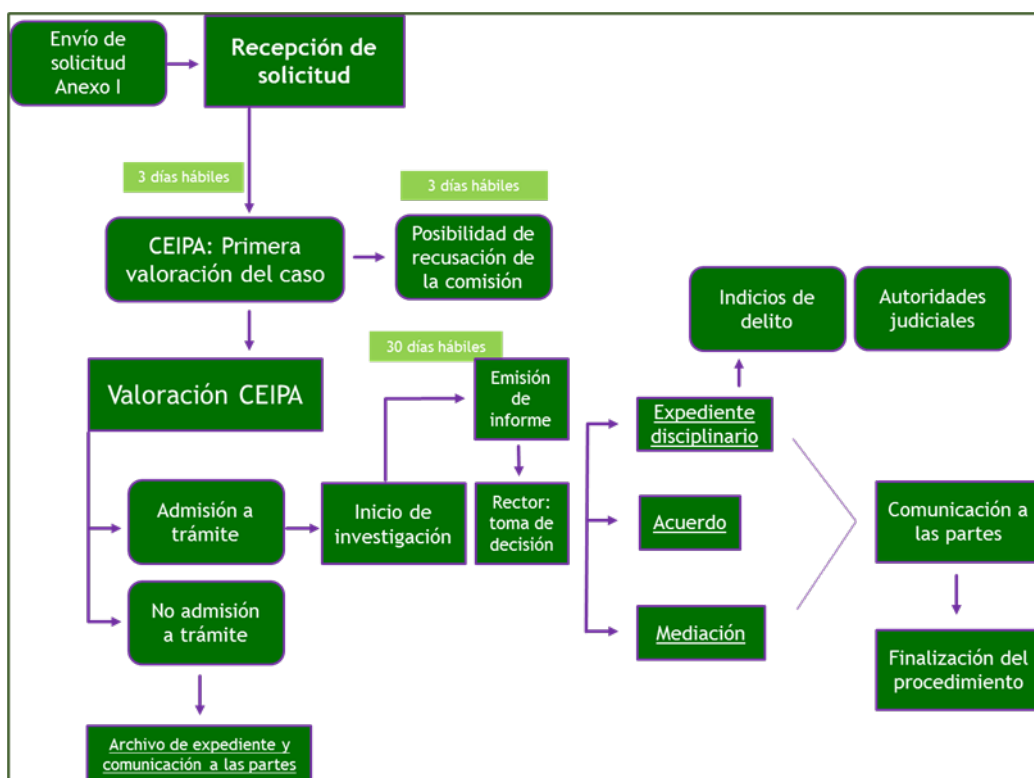 Envío de
solicitud
Anexo I
Recepción de
solicitud
3 días hábiles
3 días hábiles
CEIPA: Primera
valoración del caso
Posibilidad de
recusación de
la comisión
Indicios de
delito
Autoridades
judiciales
30 días hábiles
Valoración CEIPA
Emisión
de
informe
Expediente
disciplinario
Admisión a
trámite
Inicio de
investigación
Rector:
toma de
decisión
Acuerdo
Comunicación a
las partes
No admisión
a trámite
Mediación
Finalización del
procedimiento
Archivo de expediente y
comunicación a las partes